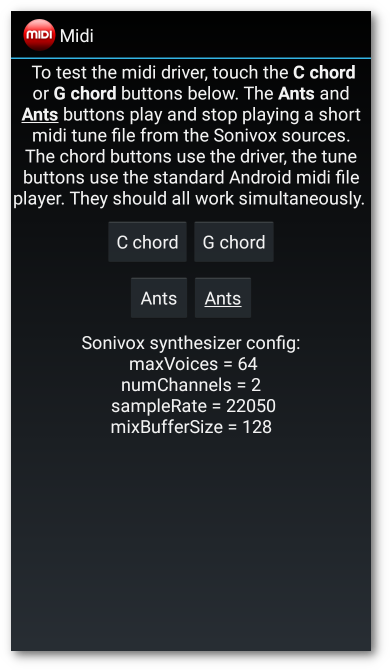 MIDI Midi
To test the midi driver, touch the C chord
or G chord buttons below. The Ants and
Ants buttons play and stop playing a short
midi tune file from the Sonivox sources.
The chord buttons use the driver, the tune
buttons use the standard Android midi file
player. They should all work simultaneously.
C chord G chord
Ants Ants
Sonivox synthesizer config:
maxVoices = 64
numChannels = 2
sampleRate = 22050
mixBufferSize = 128